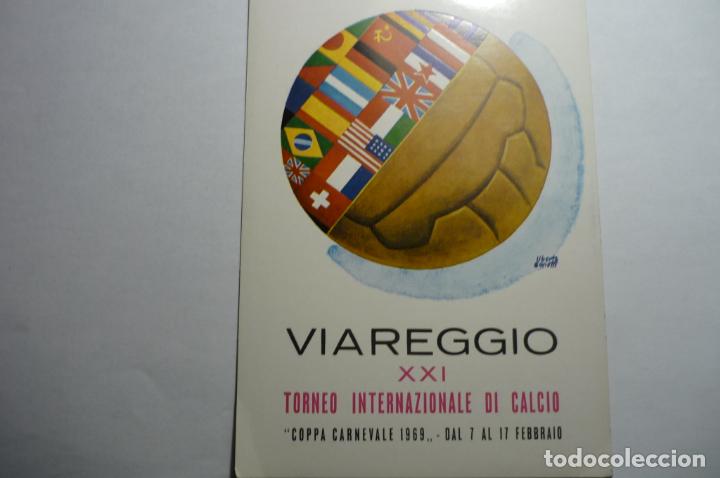 VIAREGGIO
XXI
TORNEO INTERNAZIONALE DI CALCIO
"COPPA CARNEVALE 1969„ - DAL 7 AL 17 FEBBRAIO
todocoleccion